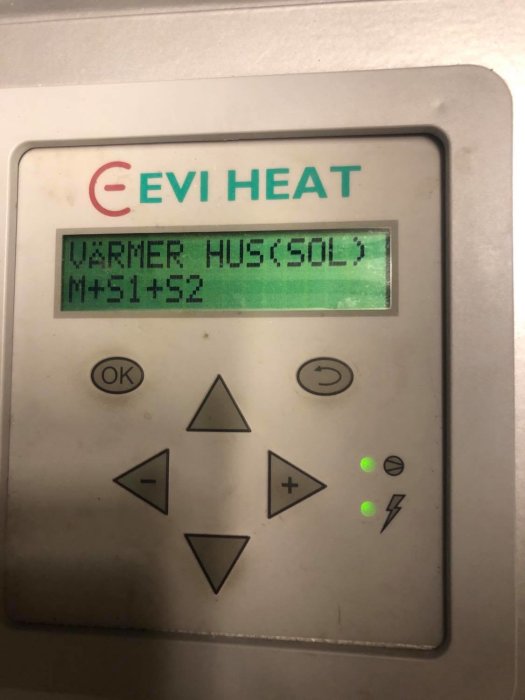 EVI HEAT
VäRMER HUS(SOL)
M+S1+S2
OK
- +